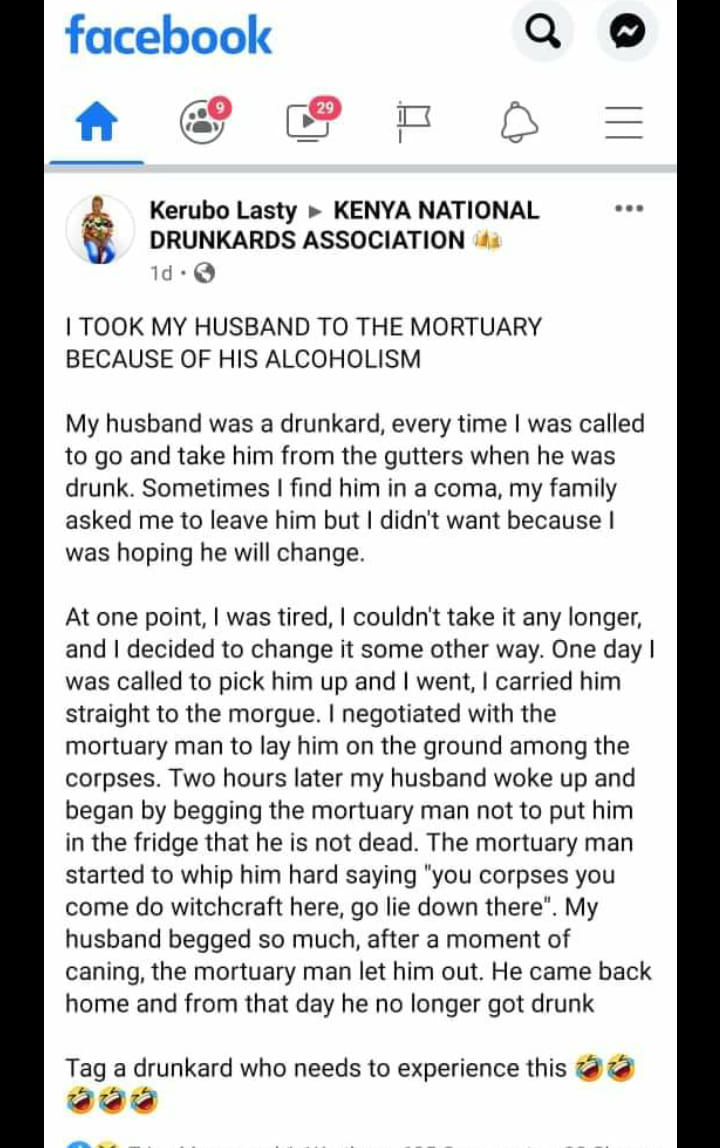 facebook
9
29
Kerubo Lasty ▸ KENYA NATIONAL
DRUNKARDS ASSOCIATION 🍻
1d ·
I TOOK MY HUSBAND TO THE MORTUARY
BECAUSE OF HIS ALCOHOLISM
My husband was a drunkard, every time I was called
to go and take him from the gutters when he was
drunk. Sometimes I find him in a coma, my family
asked me to leave him but I didn't want because I
was hoping he will change.
At one point, I was tired, I couldn't take it any longer,
and I decided to change it some other way. One day I
was called to pick him up and I went, I carried him
straight to the morgue. I negotiated with the
mortuary man to lay him on the ground among the
corpses. Two hours later my husband woke up and
began by begging the mortuary man not to put him
in the fridge that he is not dead. The mortuary man
started to whip him hard saying "you corpses you
come do witchcraft here, go lie down there". My
husband begged so much, after a moment of
caning, the mortuary man let him out. He came back
home and from that day he no longer got drunk
Tag a drunkard who needs to experience this 🤣🤣
🤣🤣🤣